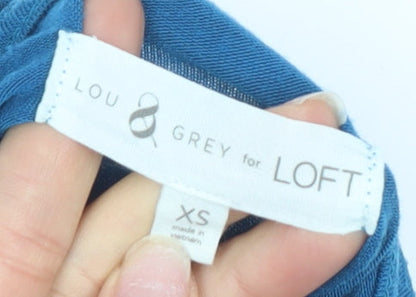 LOU & GREY for LOFT
XS
made in
vietnam